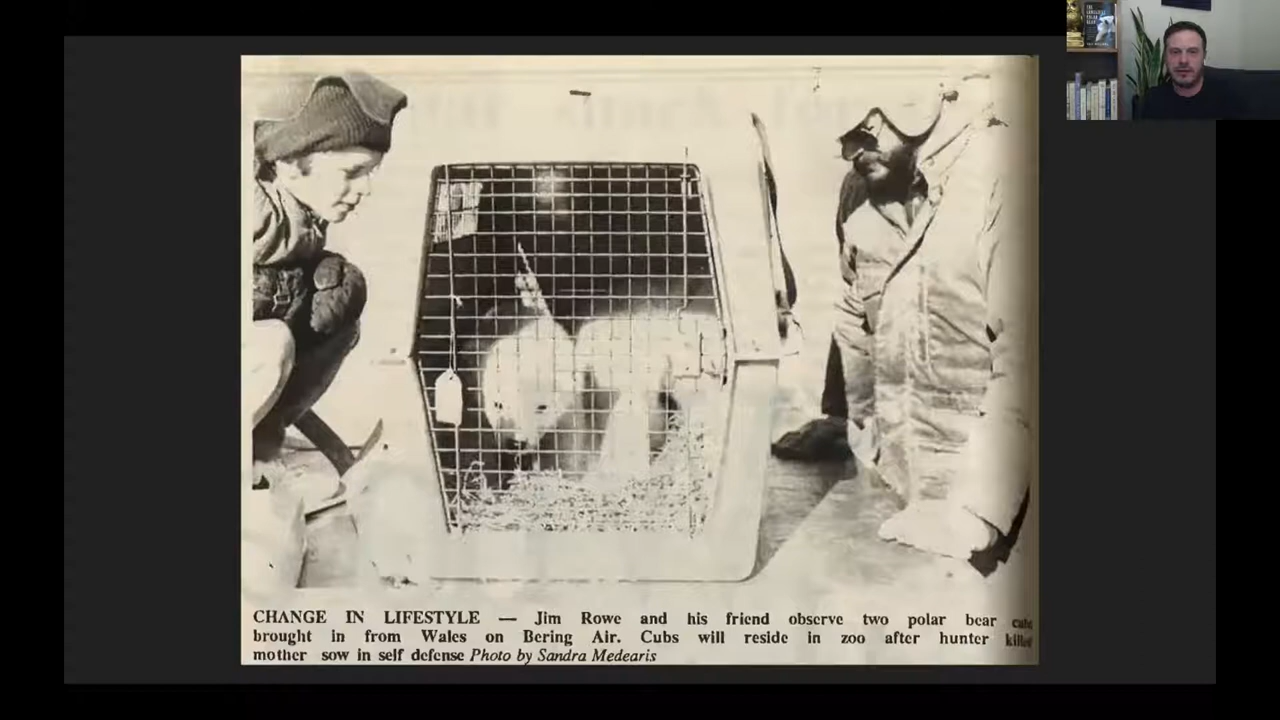 CHANGE IN LIFESTYLE — Jim Rowe and his friend observe two polar bear cubs
brought in from Wales on Bering Air. Cubs will reside in zoo after hunter killed
mother sow in self defense Photo by Sandra Medearis